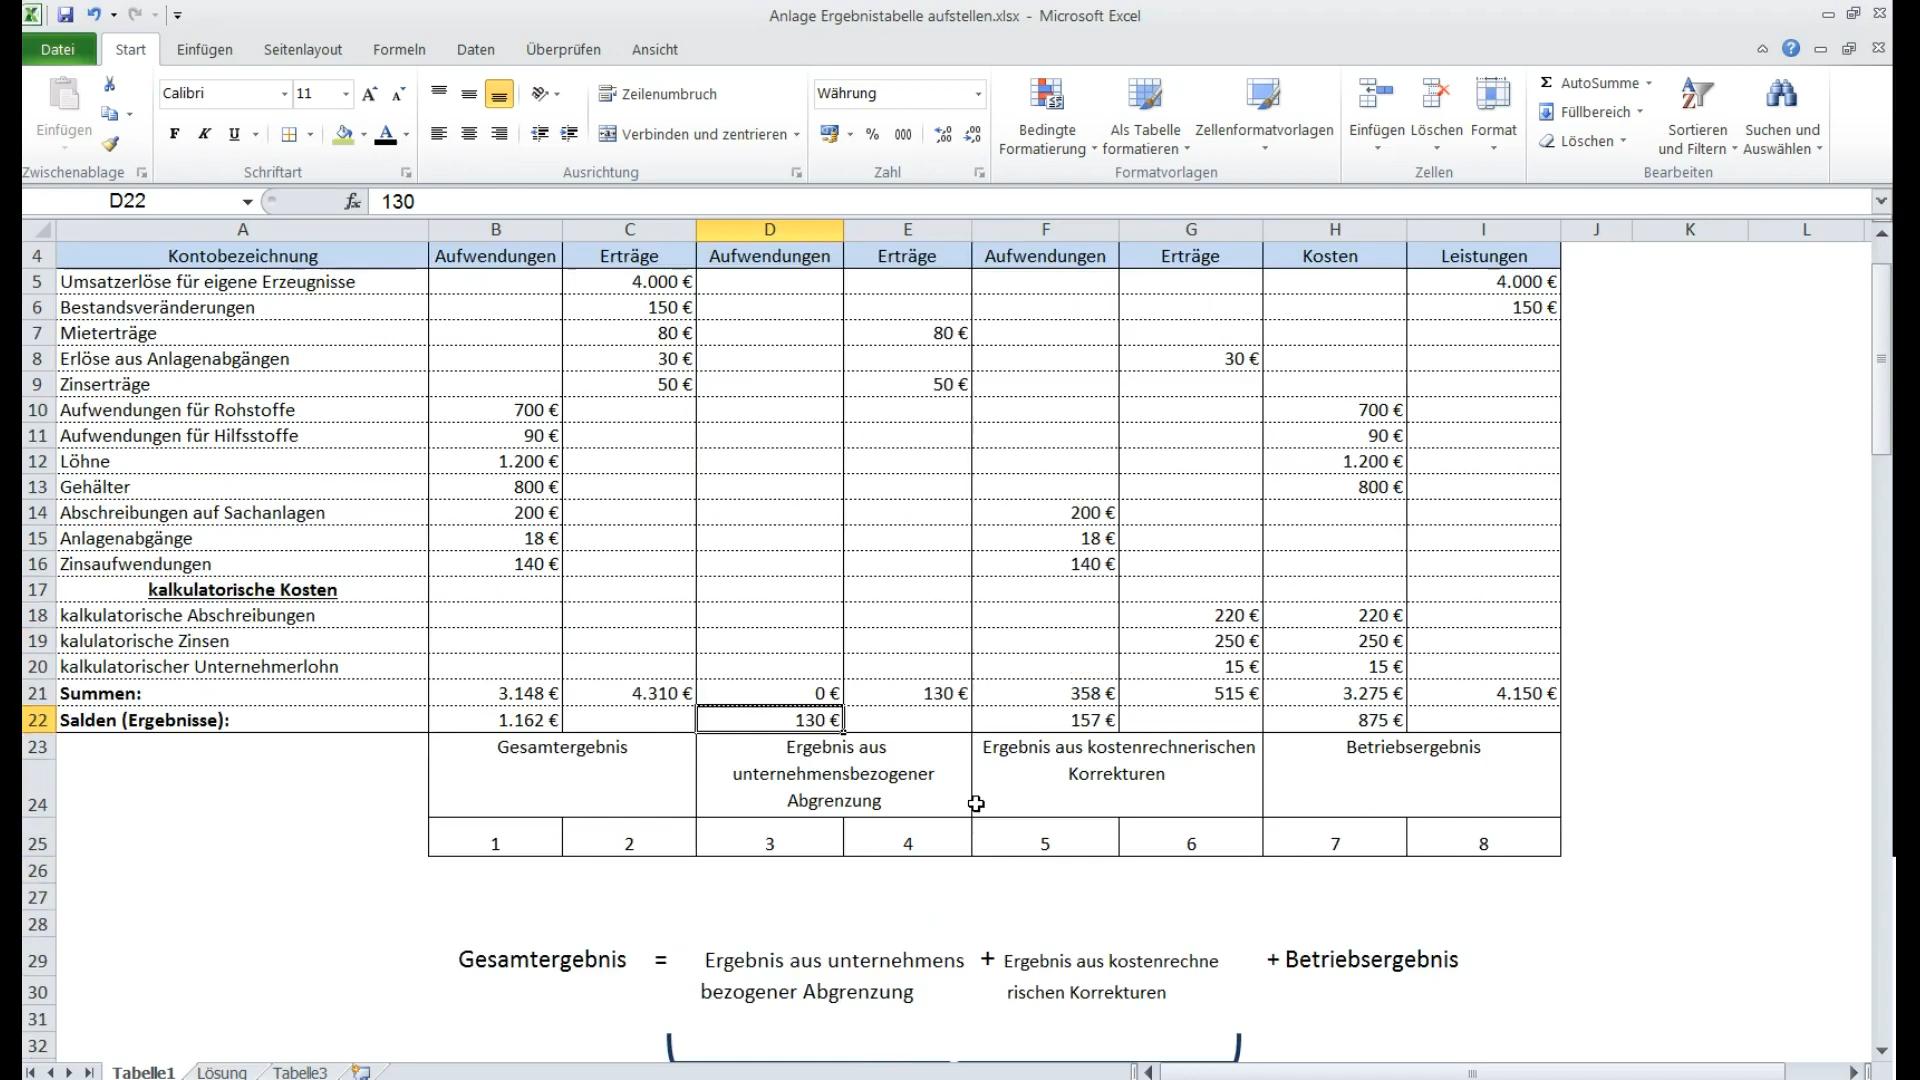 Anlage Ergebnistabelle aufstellen.xlsx - Microsoft Excel
Datei Start Einfügen Seitenlayout Formeln Daten Überprüfen Ansicht
Einfügen
Zwischenablage
Calibri 11
F K U
Schriftart
Zeilenumbruch
Verbinden und zentrieren
Ausrichtung
Währung
% 000
Zahl
Bedingte Formatierung
Als Tabelle formatieren
Zellenformatvorlagen
Formatvorlagen
Einfügen Löschen Format
Zellen
Σ AutoSumme
Füllbereich
Löschen
Sortieren und Filtern
Suchen und Auswählen
Bearbeiten
D22 fx 130
A B C D E F G H I J K L
4 Kontobezeichnung Aufwendungen Erträge Aufwendungen Erträge Aufwendungen Erträge Kosten Leistungen
5 Umsatzerlöse für eigene Erzeugnisse 4.000 € 4.000 €
6 Bestandsveränderungen 150 € 150 €
7 Mieterträge 80 € 80 €
8 Erlöse aus Anlagenabgängen 30 € 30 €
9 Zinserträge 50 € 50 €
10 Aufwendungen für Rohstoffe 700 € 700 €
11 Aufwendungen für Hilfsstoffe 90 € 90 €
12 Löhne 1.200 € 1.200 €
13 Gehälter 800 € 800 €
14 Abschreibungen auf Sachanlagen 200 € 200 €
15 Anlagenabgänge 18 € 18 €
16 Zinsaufwendungen 140 € 140 €
17 kalkulatorische Kosten
18 kalkulatorische Abschreibungen 220 € 220 €
19 kalulatorische Zinsen 250 € 250 €
20 kalkulatorischer Unternehmerlohn 15 € 15 €
21 Summen: 3.148 € 4.310 € 0 € 130 € 358 € 515 € 3.275 € 4.150 €
22 Salden (Ergebnisse): 1.162 € 130 € 157 € 875 €
23 Gesamtergebnis Ergebnis aus Ergebnis aus kostenrechnerischen Betriebsergebnis
unternehmensbezogener Korrekturen
24 Abgrenzung
25 1 2 3 4 5 6 7 8
26
27
28
29 Gesamtergebnis = Ergebnis aus unternehmens + Ergebnis aus kostenrechne + Betriebsergebnis
30 bezogener Abgrenzung rischen Korrekturen
31
32
Tabelle1 Lösung Tabelle3